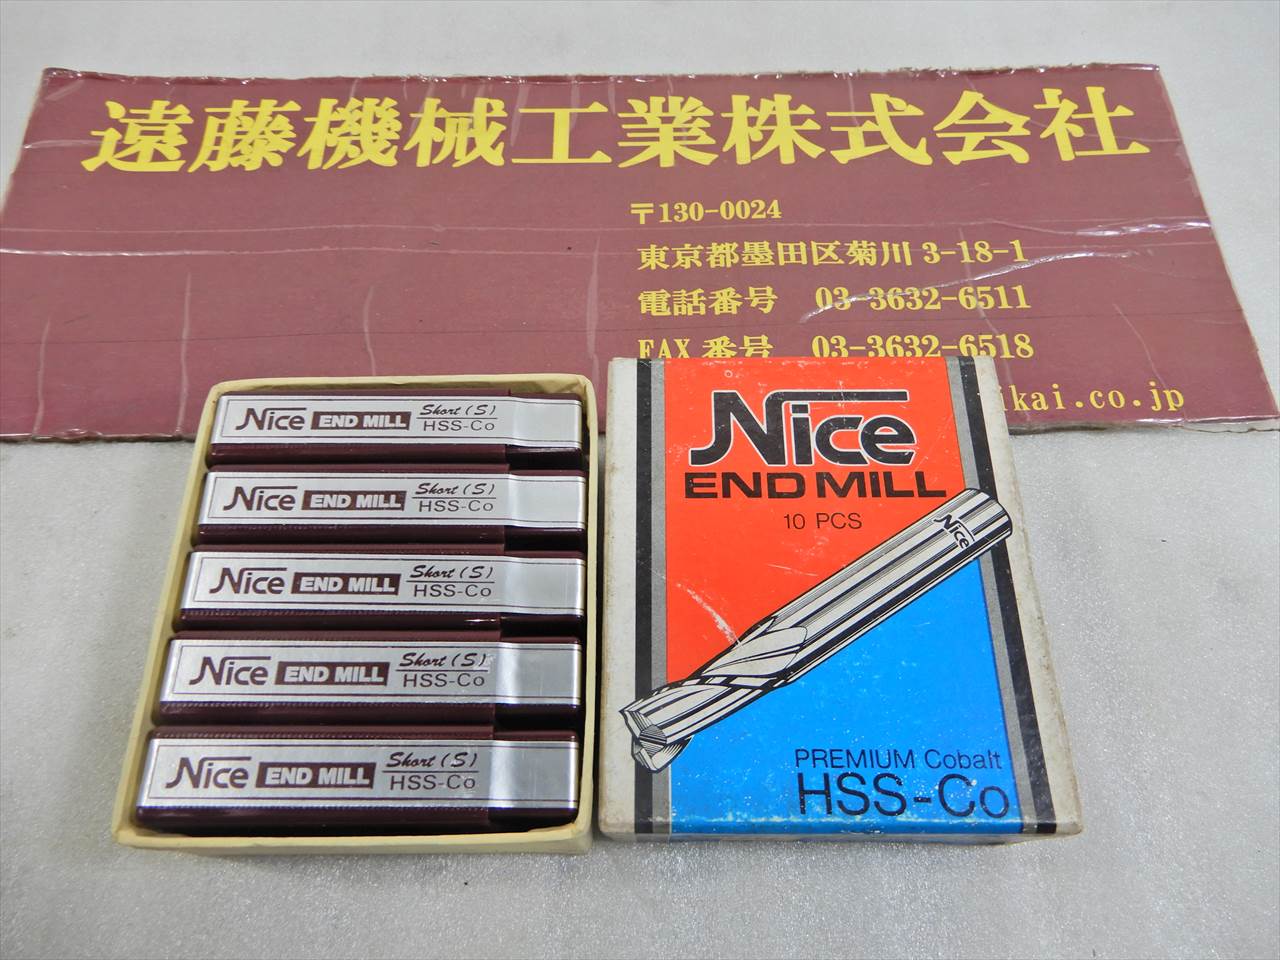 遠藤機械工業株式会社
〒130-0024
東京都墨田区菊川 3-18-1
電話番号 03-3632-6511
FAX 番号 03-3632-6518
ikai.co.jp
Nice END MILL Short (S) HSS-Co
Nice END MILL Short (S) HSS-Co
Nice END MILL Short (S) HSS-Co
Nice END MILL Short (S) HSS-Co
Nice END MILL Short (S) HSS-Co
Nice
END MILL
10 PCS
Nice
PREMIUM Cobalt
HSS-Co